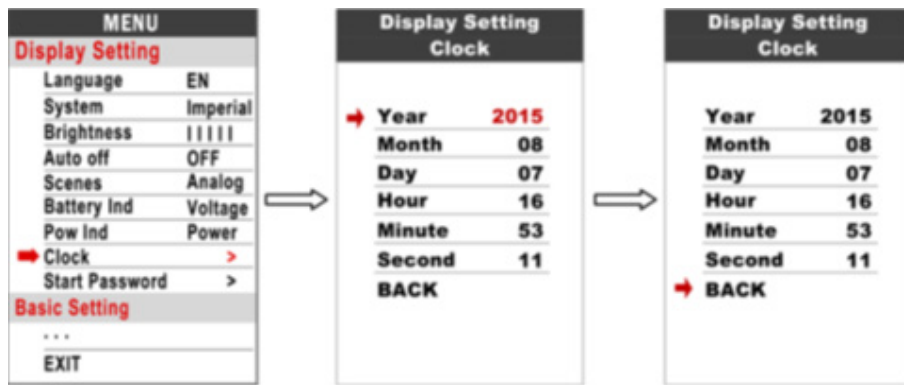 MENU
Display Setting
Language EN
System Imperial
Brightness | | | | |
Auto off OFF
Scenes Analog
Battery Ind Voltage
Pow Ind Power
Clock >
Start Password >
Basic Setting
...
EXIT
Display Setting
Clock
Year 2015
Month 08
Day 07
Hour 16
Minute 53
Second 11
BACK
Display Setting
Clock
Year 2015
Month 08
Day 07
Hour 16
Minute 53
Second 11
BACK